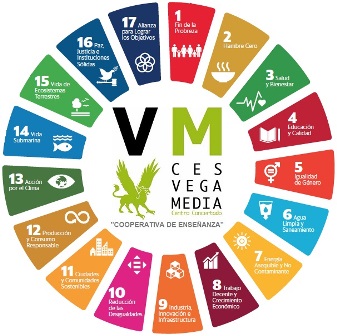 1
Fin de la
Probreza
2
Hambre Cero
3 Salud
y Bienestar
4
Educación
y Calidad
5
Igualdad
de Género
6 Agua
Limpia y
Saneamiento
7 Energía
Asequible y No
Contaminante
8 Trabajo
Decente y
Crecimiento
Económico
9 Industria,
Innovación e
Infraestructura
10
Reducción
de las
Desigualdades
11
Ciudades y
Comunidades
Sostenibles
12
Producción
y Consumo
Responsable
13 Acción
por el Clima
14 Vida
Submarina
15 Vida de
Ecosistemas
Terrestres
16 Paz,
Justicia e
Instituciones
Sólidas
17 Alianza
para Lograr
los Objetivos
VM
CES
VEGA
MEDIA
Centro Concertado
"COOPERATIVA DE ENSEÑANZA"